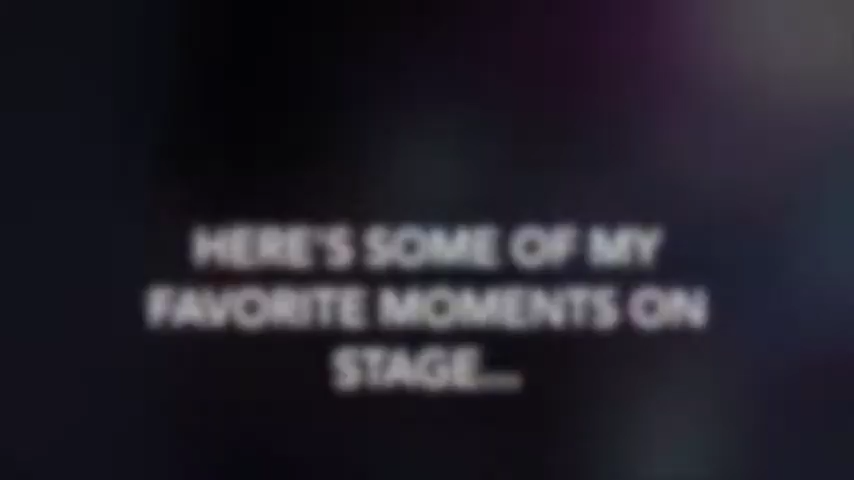 HERE'S SOME OF MY
FAVORITE MOMENTS ON
STAGE...